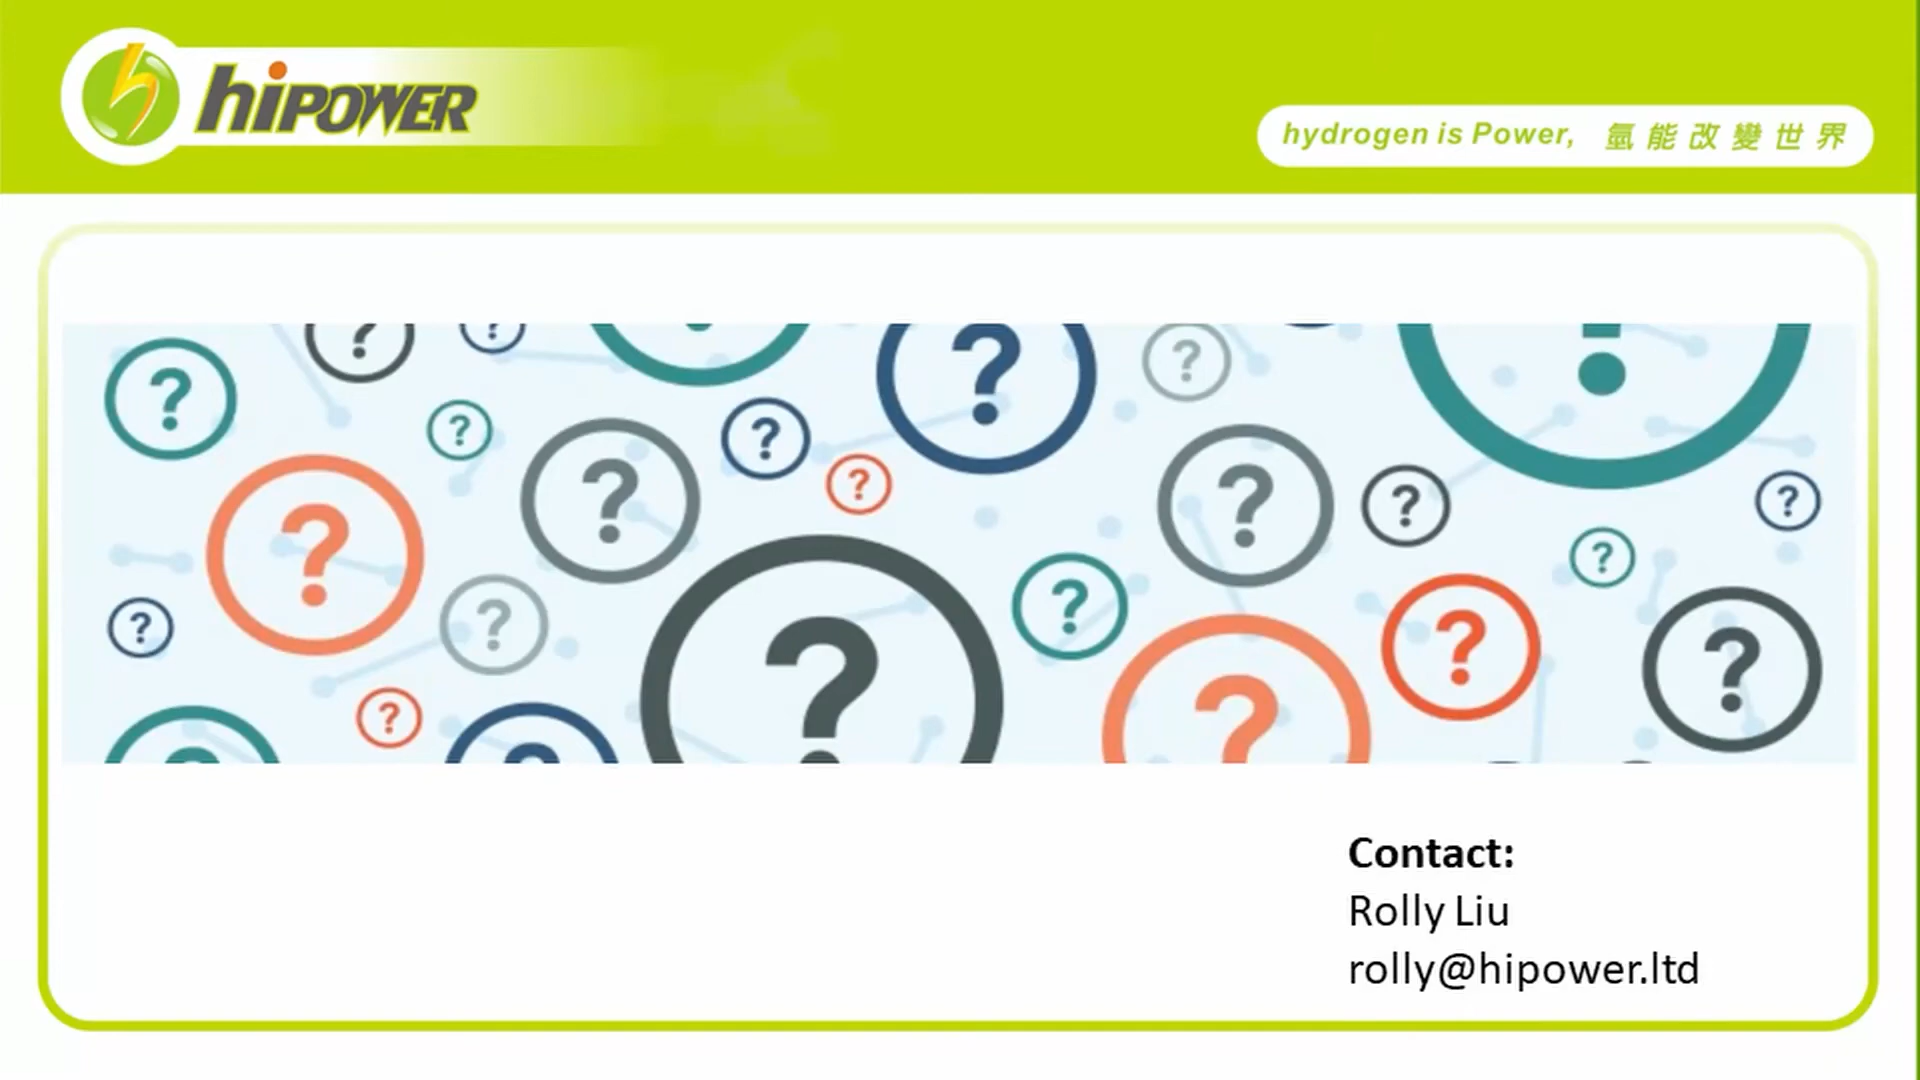 hiPOWER
hydrogen is Power, 氫能改變世界
Contact:
Rolly Liu
rolly@hipower.ltd